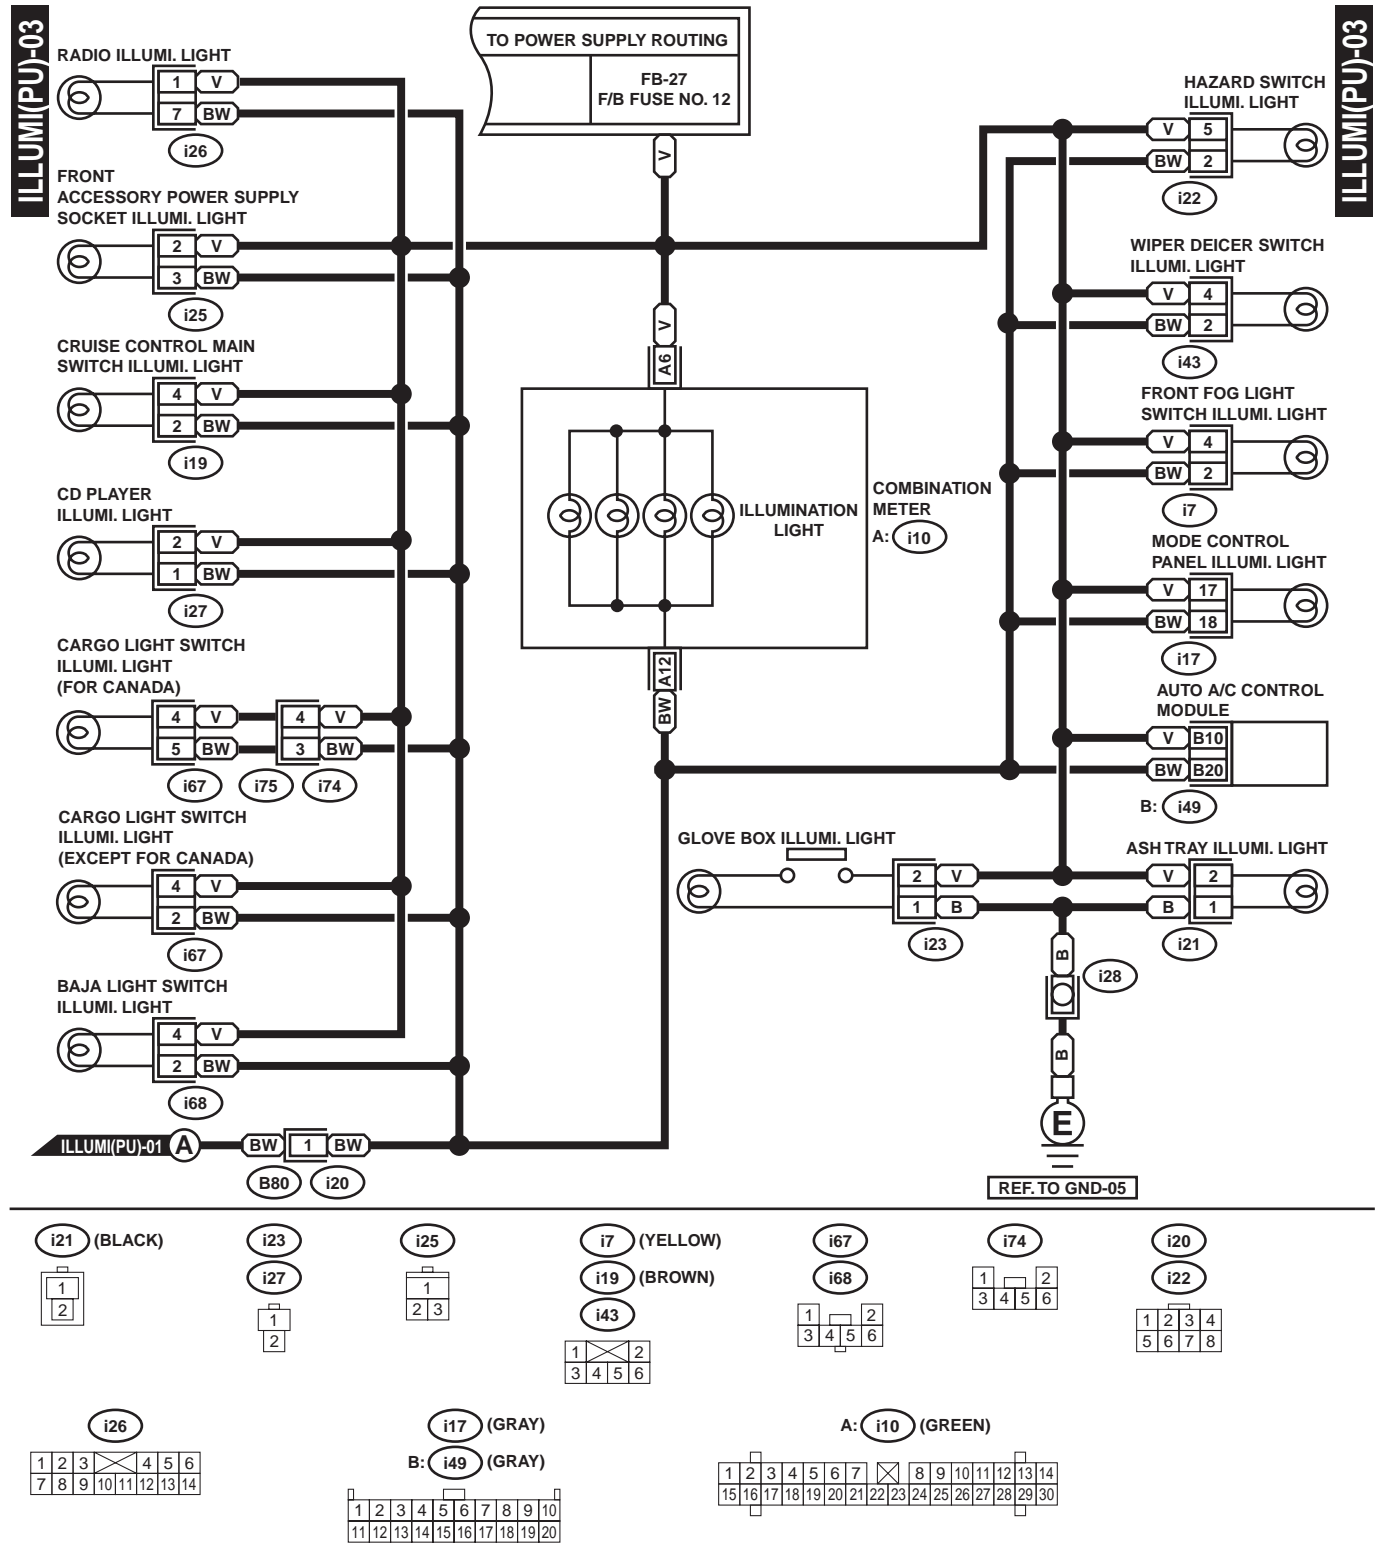 ILLUMI(PU)-03
ILLUMI(PU)-03
TO POWER SUPPLY ROUTING
FB-27
F/B FUSE NO. 12
V
RADIO ILLUMI. LIGHT
1 V
7 BW
i26
FRONT
ACCESSORY POWER SUPPLY
SOCKET ILLUMI. LIGHT
2 V
3 BW
i25
CRUISE CONTROL MAIN
SWITCH ILLUMI. LIGHT
4 V
2 BW
i19
CD PLAYER
ILLUMI. LIGHT
2 V
1 BW
i27
CARGO LIGHT SWITCH
ILLUMI. LIGHT
(FOR CANADA)
4 V 4 V
5 BW 3 BW
i67 i75 i74
CARGO LIGHT SWITCH
ILLUMI. LIGHT
(EXCEPT FOR CANADA)
4 V
2 BW
i67
BAJA LIGHT SWITCH
ILLUMI. LIGHT
4 V
2 BW
i68
ILLUMI(PU)-01 A BW 1 BW
B80 i20
V
A6
ILLUMINATION
LIGHT
COMBINATION
METER
A: i10
A12
BW
HAZARD SWITCH
ILLUMI. LIGHT
V 5
BW 2
i22
WIPER DEICER SWITCH
ILLUMI. LIGHT
V 4
BW 2
i43
FRONT FOG LIGHT
SWITCH ILLUMI. LIGHT
V 4
BW 2
i7
MODE CONTROL
PANEL ILLUMI. LIGHT
V 17
BW 18
i17
AUTO A/C CONTROL
MODULE
V B10
BW B20
B: i49
GLOVE BOX ILLUMI. LIGHT
2 V
1 B
i23
ASH TRAY ILLUMI. LIGHT
V 2
B 1
i21
B
i28
B
E
REF. TO GND-05
i21 (BLACK)
1
2
i23
i27
1
2
i25
1
2 3
i7 (YELLOW)
i19 (BROWN)
i43
1 2
3 4 5 6
i67
i68
1 2
3 4 5 6
i74
1 2
3 4 5 6
i20
i22
1 2 3 4
5 6 7 8
i26
1 2 3 4 5 6
7 8 9 10 11 12 13 14
i17 (GRAY)
B: i49 (GRAY)
1 2 3 4 5 6 7 8 9 10
11 12 13 14 15 16 17 18 19 20
A: i10 (GREEN)
1 2 3 4 5 6 7 8 9 10 11 12 13 14
15 16 17 18 19 20 21 22 23 24 25 26 27 28 29 30